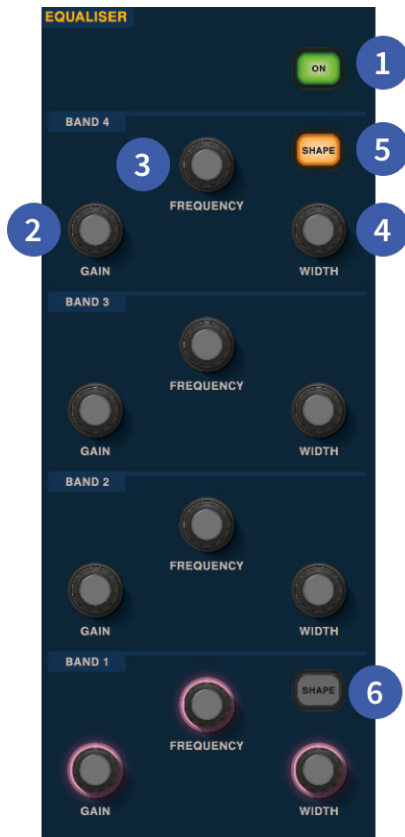 EQUALISER
ON
1
BAND 4
SHAPE
5
3
FREQUENCY
2
4
GAIN
WIDTH
BAND 3
FREQUENCY
GAIN
WIDTH
BAND 2
FREQUENCY
GAIN
WIDTH
BAND 1
SHAPE
6
FREQUENCY
GAIN
WIDTH